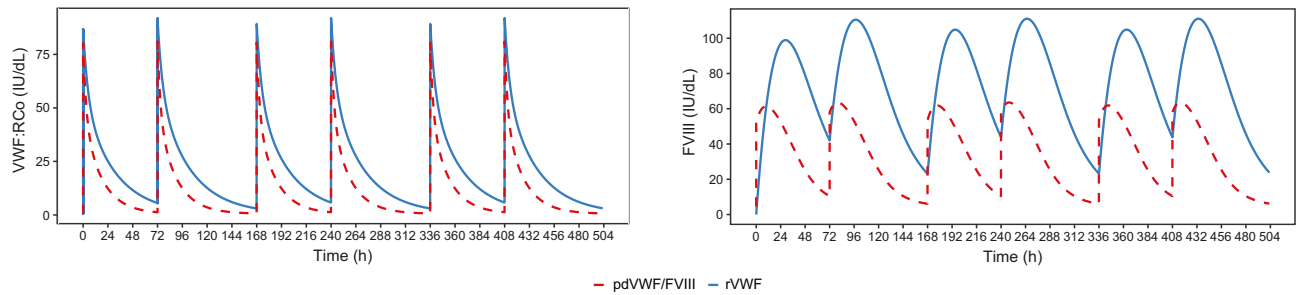 VWF:RCo (IU/dL)
75
50
25
0
0 24 48 72 96 120 144 168 192 216 240 264 288 312 336 360 384 408 432 456 480 504
Time (h)
FVIII (IU/dL)
100
80
60
40
20
0
0 24 48 72 96 120 144 168 192 216 240 264 288 312 336 360 384 408 432 456 480 504
Time (h)
pdVWF/FVIII rVWF